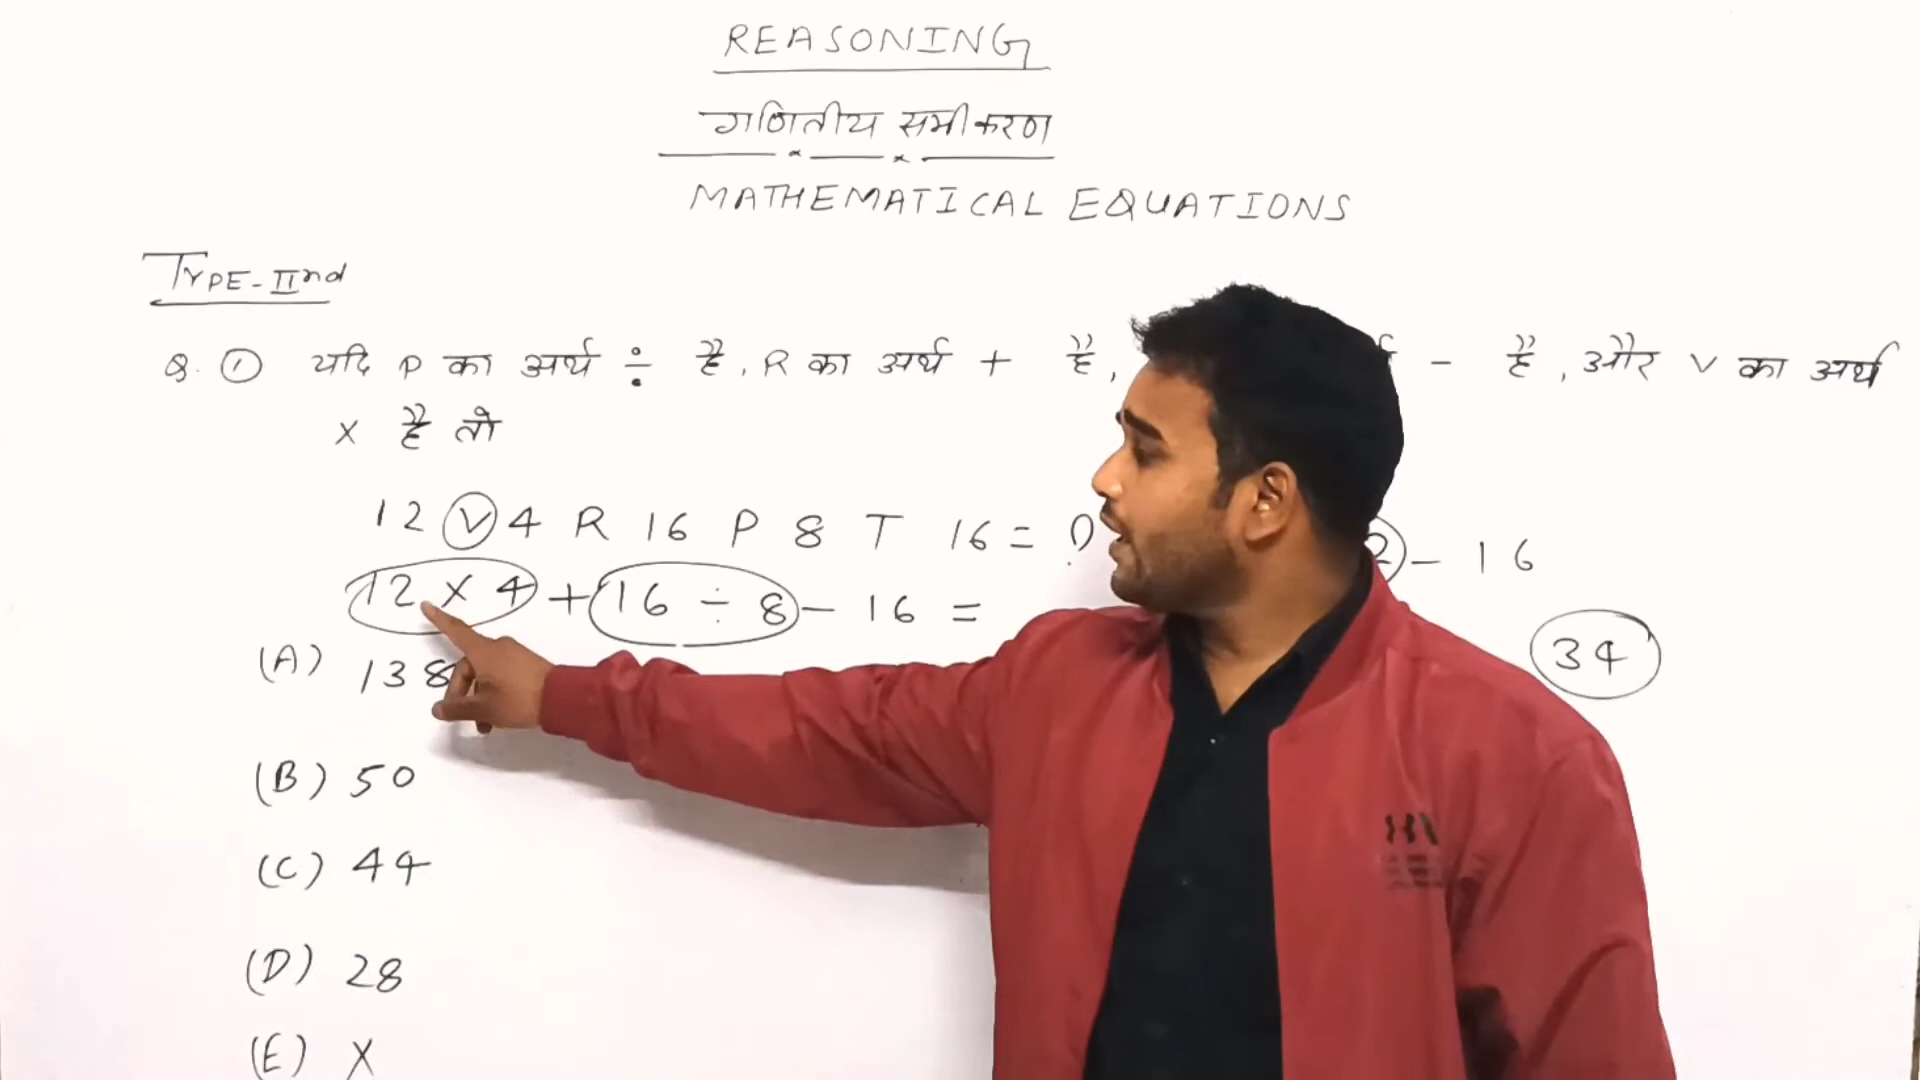 REASONING
गणितीय समीकरण
MATHEMATICAL EQUATIONS
TYPE-IInd
Q. ① यदि P का अर्थ ÷ है, R का अर्थ + है, - है, और V का अर्थ
× है तो
12 V 4 R 16 P 8 T 16 = ?
- 16
12 × 4 + 16 ÷ 8 - 16 =
34
(A) 138
(B) 50
(C) 44
(D) 28
(E) X